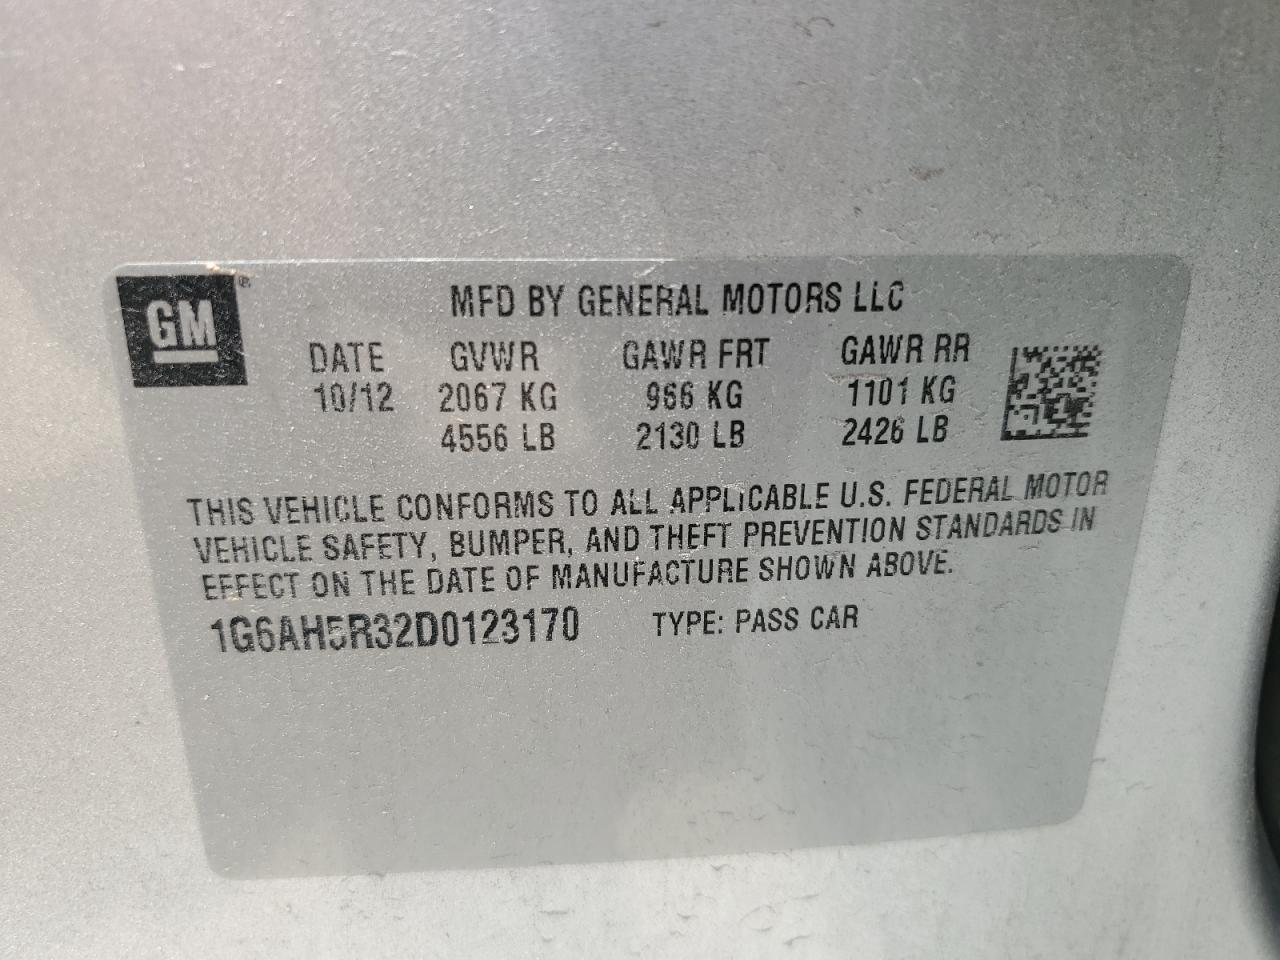 GM®
MFD BY GENERAL MOTORS LLC
DATE GVWR GAWR FRT GAWR RR
10/12 2067 KG 966 KG 1101 KG
4556 LB 2130 LB 2426 LB
THIS VEHICLE CONFORMS TO ALL APPLICABLE U.S. FEDERAL MOTOR
VEHICLE SAFETY, BUMPER, AND THEFT PREVENTION STANDARDS IN
EFFECT ON THE DATE OF MANUFACTURE SHOWN ABOVE.
1G6AH5R32D0123170 TYPE: PASS CAR